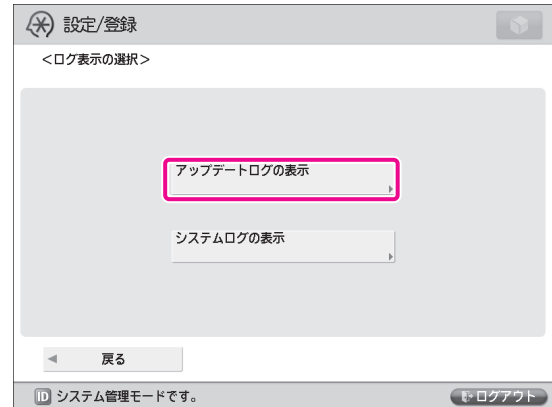 設定/登録
<ログ表示の選択>
アップデートログの表示
システムログの表示
戻る
ID システム管理モードです。
ログアウト